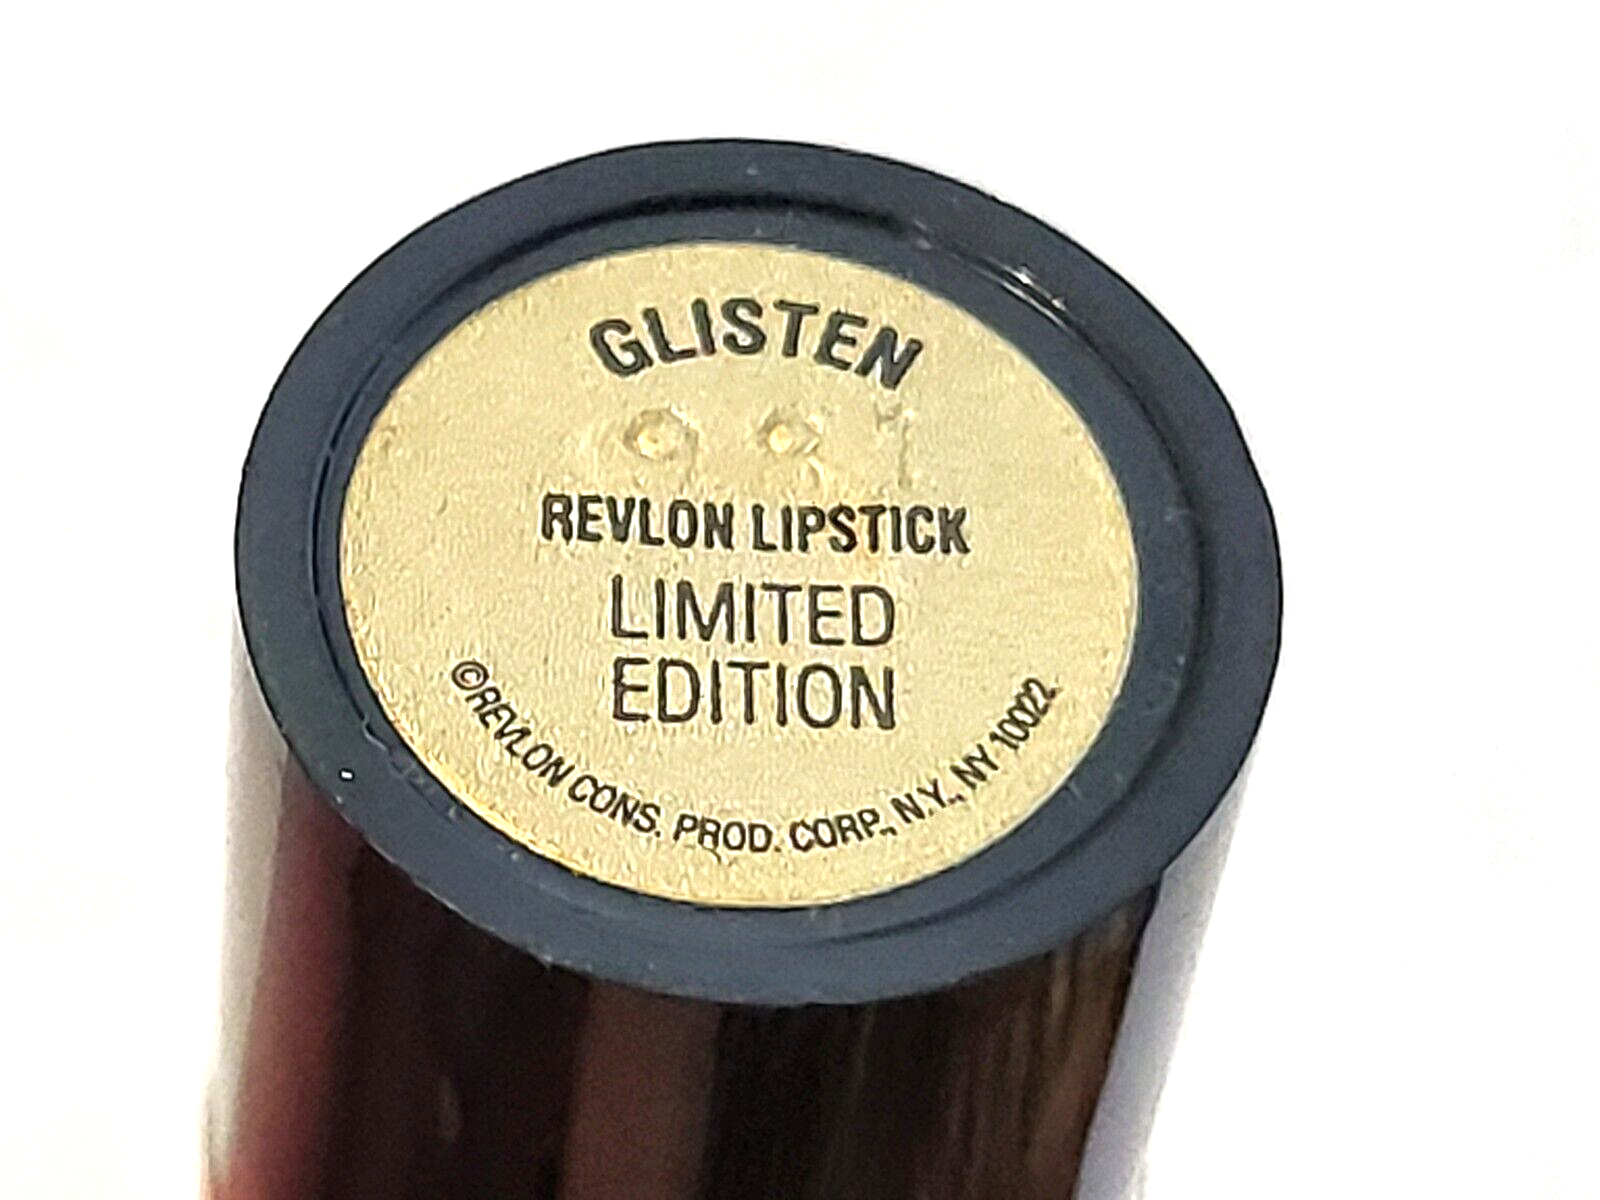 GLISTEN
REVLON LIPSTICK
LIMITED
EDITION
©REVLON CONS. PROD. CORP., N.Y., NY 10022